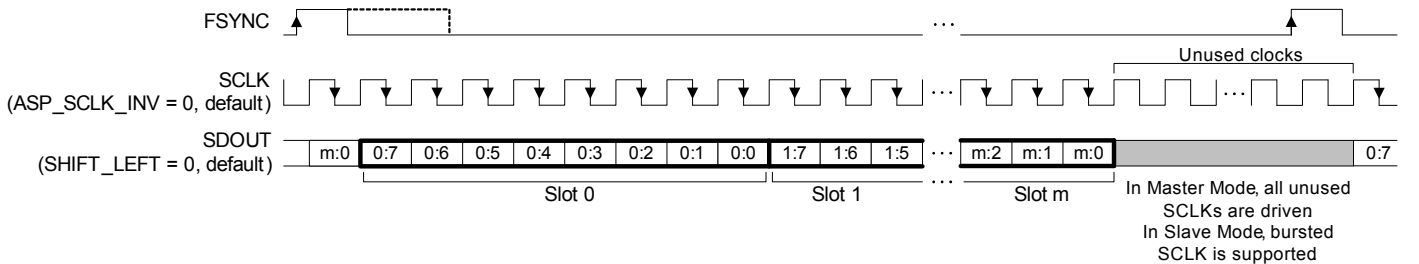 FSYNC
. . .
Unused clocks
SCLK
(ASP_SCLK_INV = 0, default)
. . .
. . .
SDOUT
(SHIFT_LEFT = 0, default)
m:0 0:7 0:6 0:5 0:4 0:3 0:2 0:1 0:0 1:7 1:6 1:5 . . . m:2 m:1 m:0 0:7
Slot 0 Slot 1 . . . Slot m
In Master Mode, all unused
SCLKs are driven
In Slave Mode, bursted
SCLK is supported